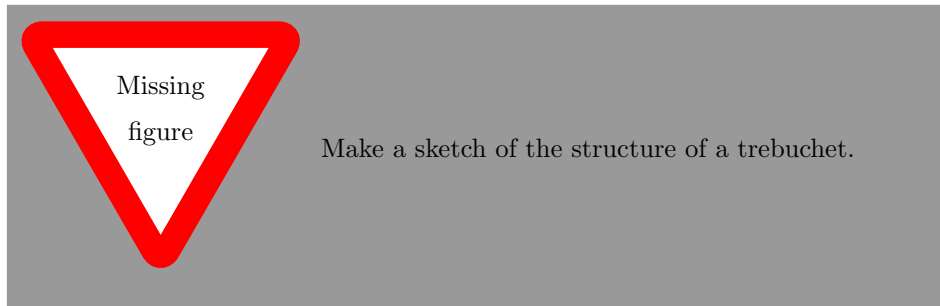 Missing
figure
Make a sketch of the structure of a trebuchet.